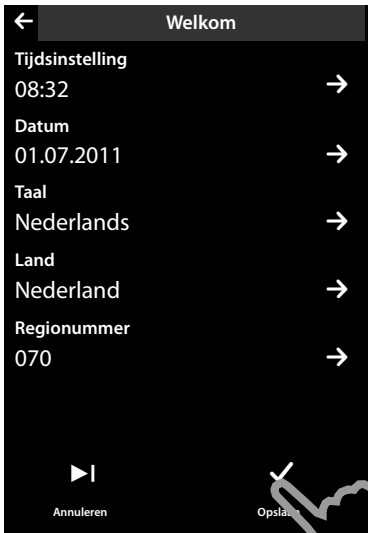 Welkom
Tijdsinstelling
08:32
Datum
01.07.2011
Taal
Nederlands
Land
Nederland
Regionummer
070
Annuleren Opslaan